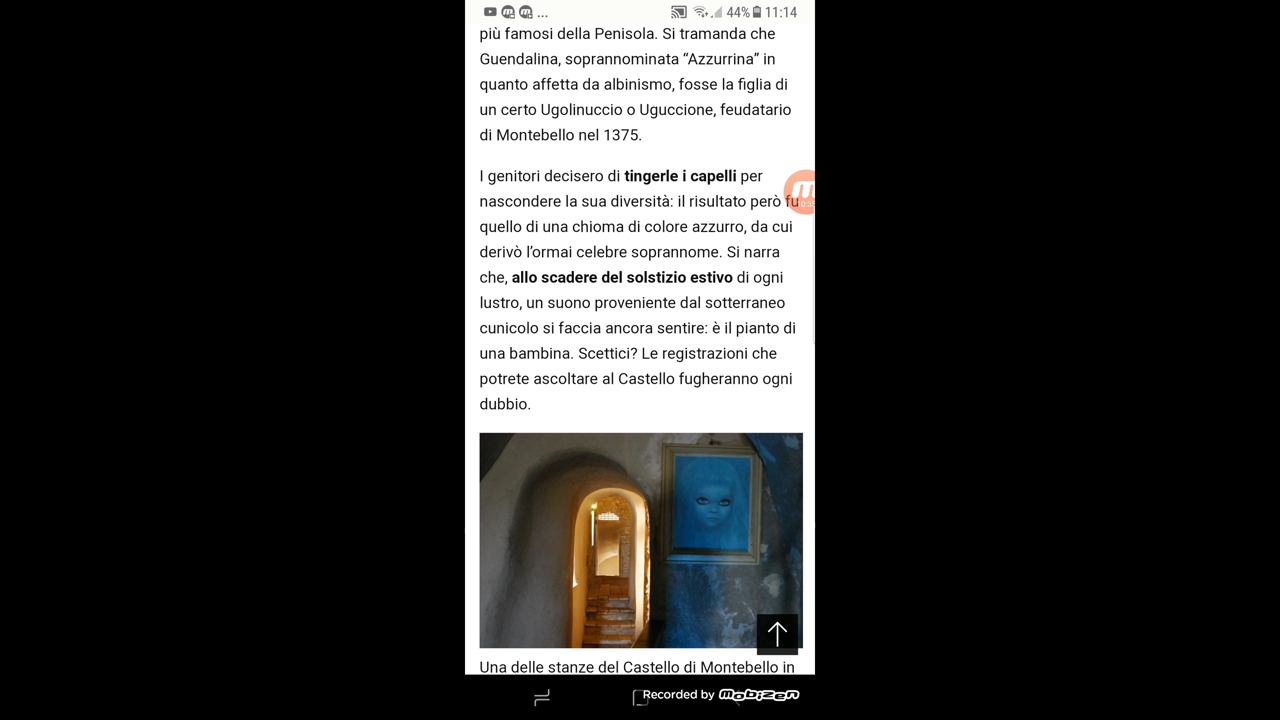 ... 44% 11:14
più famosi della Penisola. Si tramanda che
Guendalina, soprannominata “Azzurrina” in
quanto affetta da albinismo, fosse la figlia di
un certo Ugolinuccio o Uguccione, feudatario
di Montebello nel 1375.
I genitori decisero di tingerle i capelli per
nascondere la sua diversità: il risultato però fu
quello di una chioma di colore azzurro, da cui
derivò l’ormai celebre soprannome. Si narra
che, allo scadere del solstizio estivo di ogni
lustro, un suono proveniente dal sotterraneo
cunicolo si faccia ancora sentire: è il pianto di
una bambina. Scettici? Le registrazioni che
potrete ascoltare al Castello fugheranno ogni
dubbio.
Una delle stanze del Castello di Montebello in
Recorded by mobizen